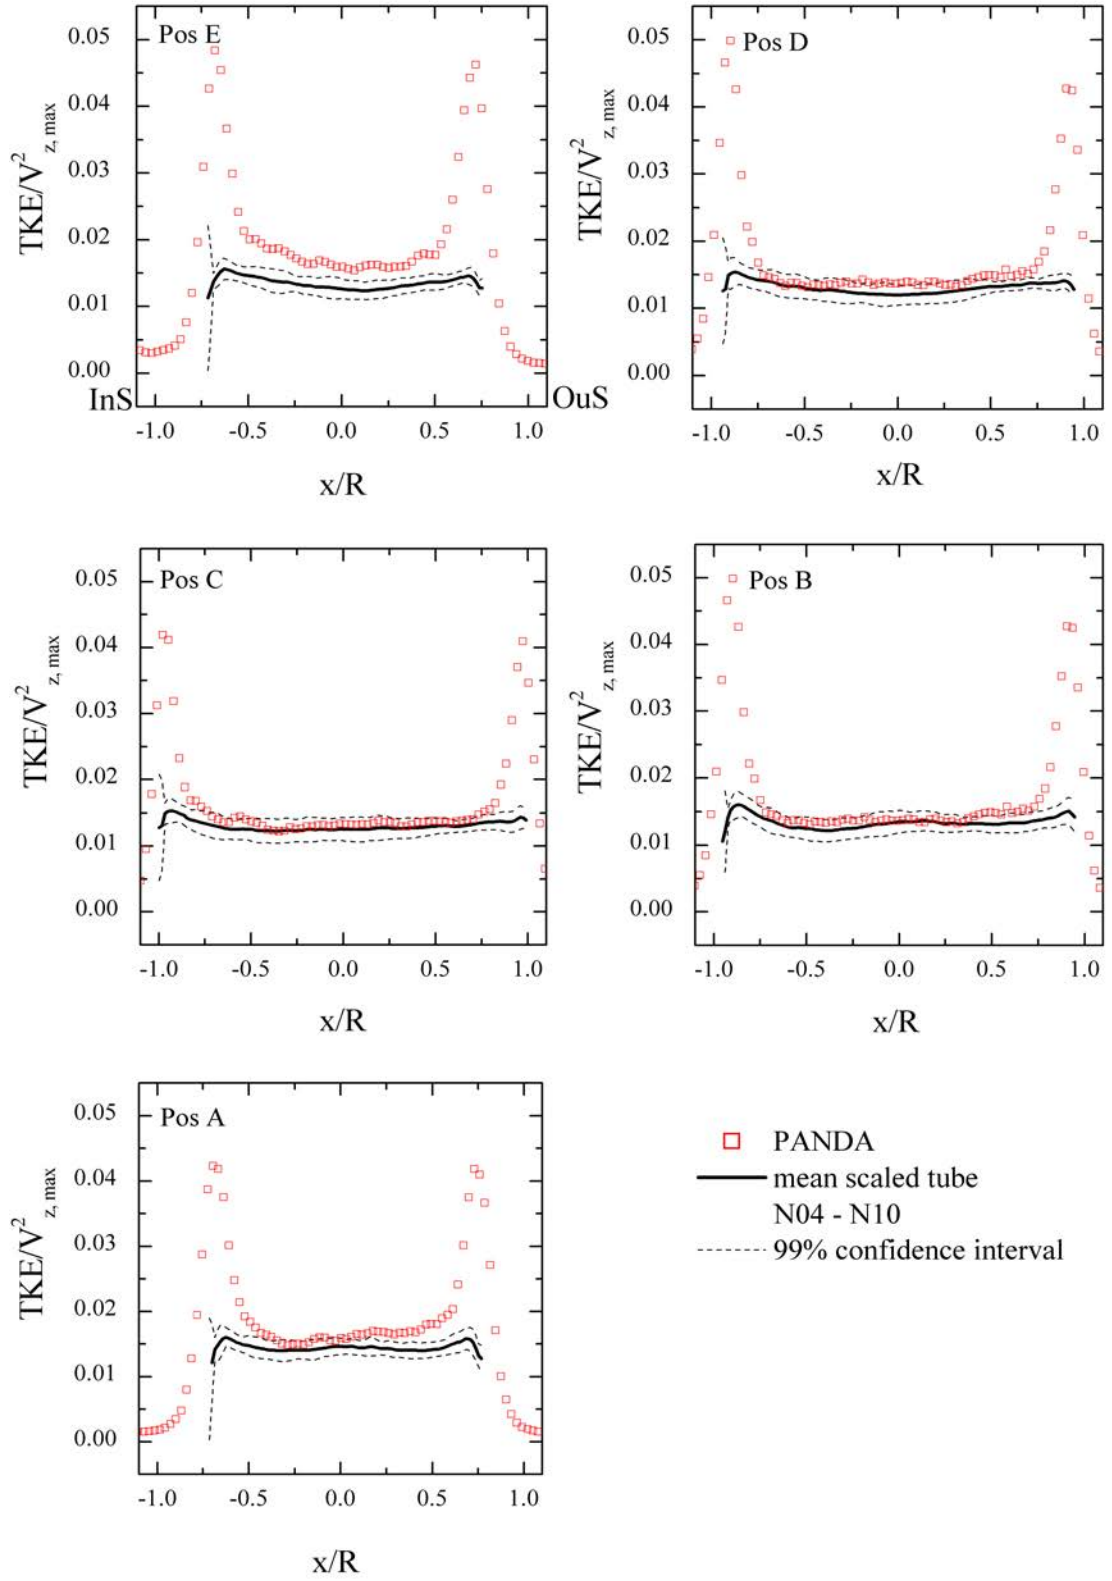 Pos E
0.05
0.04
0.03
0.02
0.01
0.00
TKE/V²z, max
InS
OuS
-1.0 -0.5 0.0 0.5 1.0
x/R
Pos D
0.05
0.04
0.03
0.02
0.01
0.00
TKE/V²z, max
-1.0 -0.5 0.0 0.5 1.0
x/R
Pos C
0.05
0.04
0.03
0.02
0.01
0.00
TKE/V²z, max
-1.0 -0.5 0.0 0.5 1.0
x/R
Pos B
0.05
0.04
0.03
0.02
0.01
0.00
TKE/V²z, max
-1.0 -0.5 0.0 0.5 1.0
x/R
Pos A
0.05
0.04
0.03
0.02
0.01
0.00
TKE/V²z, max
-1.0 -0.5 0.0 0.5 1.0
x/R
PANDA
mean scaled tube
N04 - N10
99% confidence interval